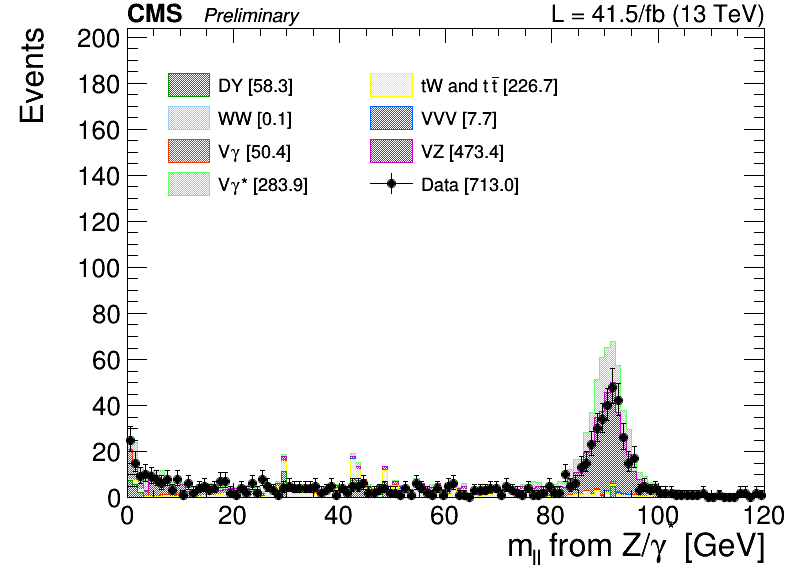 CMS Preliminary L = 41.5/fb (13 TeV)
Events
200
180
160
140
120
100
80
60
40
20
0
DY [58.3]
WW [0.1]
Vγ [50.4]
Vγ* [283.9]
tW and tt̄ [226.7]
VVV [7.7]
VZ [473.4]
Data [713.0]
0 20 40 60 80 100 120
m_ll from Z/γ* [GeV]